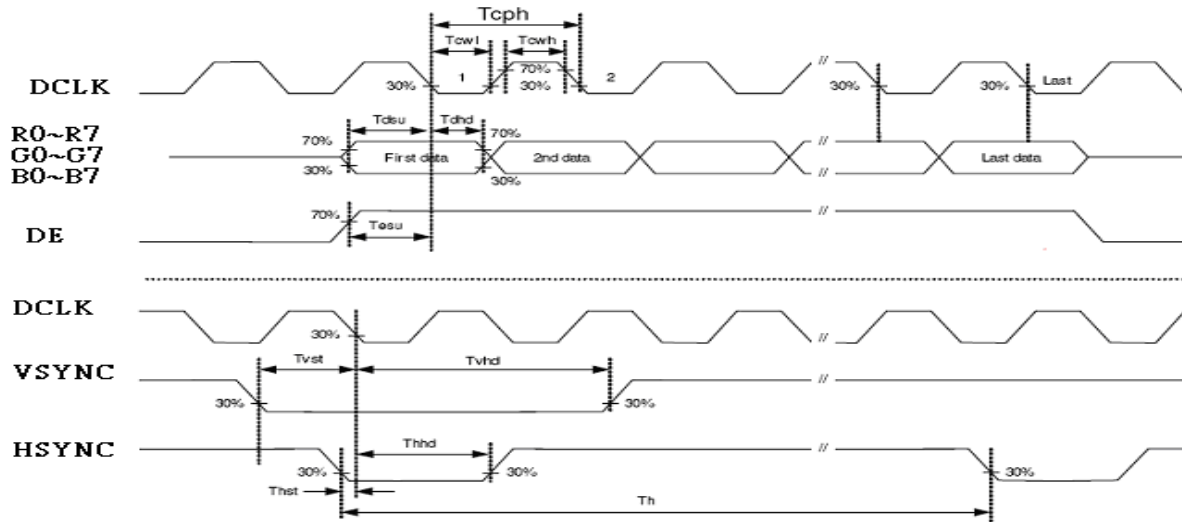 Tcph
Tcwl Tcwh
DCLK 30% 1 70% 30% 2 // 30% 30% Last
Tdsu Tdhd
R0~R7 70% 70%
G0~G7 First data 2nd data // Last data
B0~B7 30% 30%
70% //
DE Tesu
DCLK 30% //
Tvst Tvhd
VSYNC //
30% 30%
HSYNC Thhd //
30% 30% 30%
Thst
Th